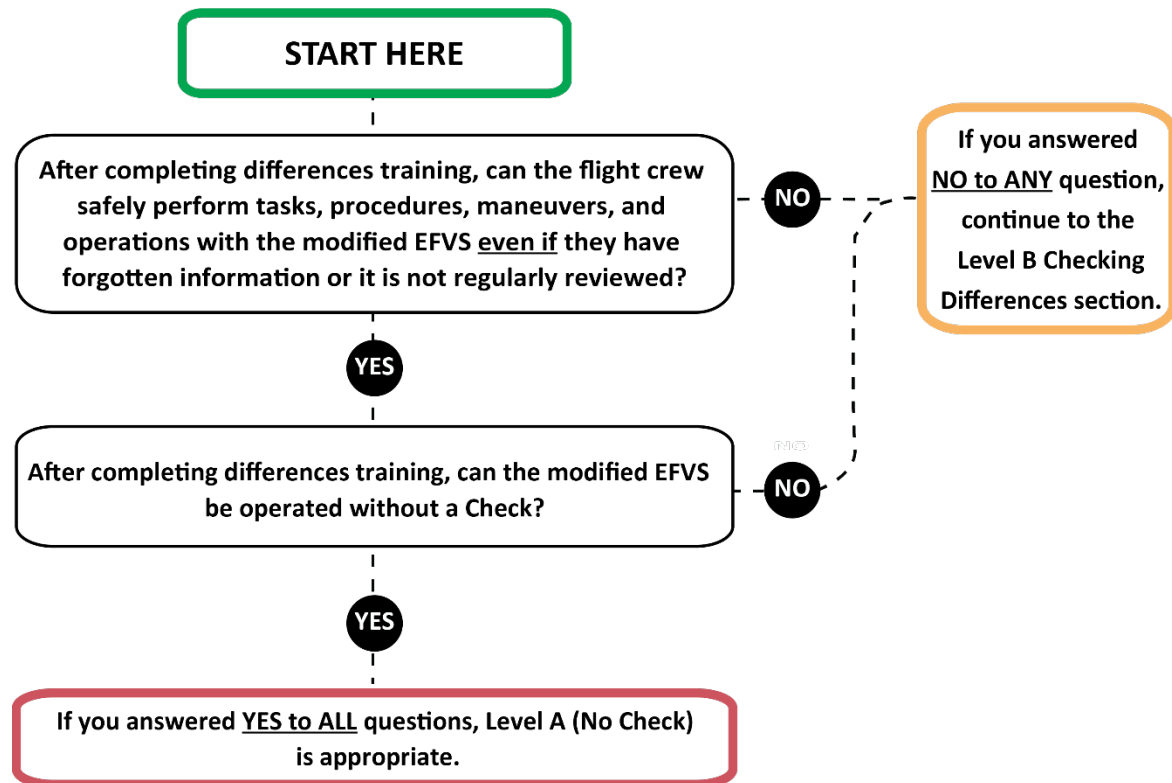 START HERE
After completing differences training, can the flight crew
safely perform tasks, procedures, maneuvers, and
operations with the modified EFVS even if they have
forgotten information or it is not regularly reviewed?
NO
If you answered
NO to ANY question,
continue to the
Level B Checking
Differences section.
YES
After completing differences training, can the modified EFVS
be operated without a Check?
NO
NO
YES
If you answered YES to ALL questions, Level A (No Check)
is appropriate.